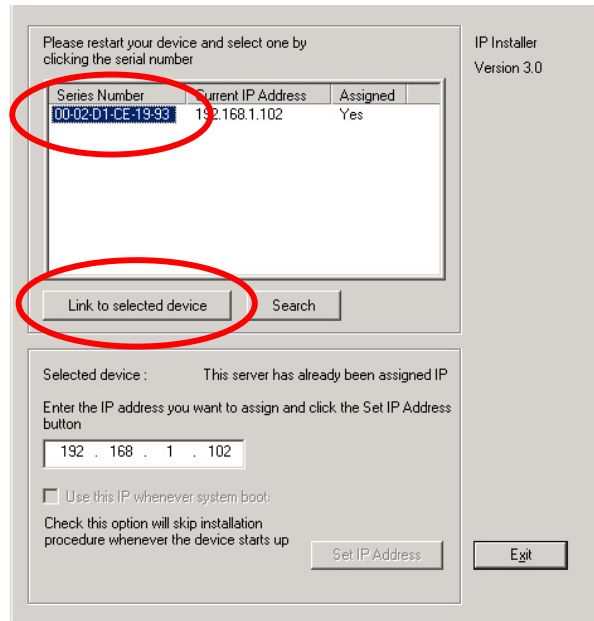 Please restart your device and select one by
clicking the serial number
IP Installer
Version 3.0
Series Number Current IP Address Assigned
00-02-D1-CE-19-93 192.168.1.102 Yes
Link to selected device Search
Selected device : This server has already been assigned IP
Enter the IP address you want to assign and click the Set IP Address
button
192 . 168 . 1 . 102
Use this IP whenever system boot:
Check this option will skip installation
procedure whenever the device starts up
Set IP Address Exit